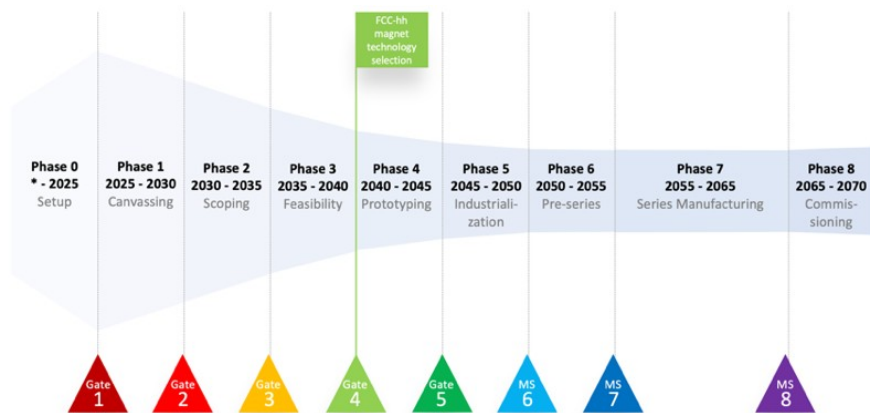 FCC-hh
magnet
technology
selection
Phase 0
* - 2025
Setup
Phase 1
2025 - 2030
Canvassing
Phase 2
2030 - 2035
Scoping
Phase 3
2035 - 2040
Feasibility
Phase 4
2040 - 2045
Prototyping
Phase 5
2045 - 2050
Industriali-
zation
Phase 6
2050 - 2055
Pre-series
Phase 7
2055 - 2065
Series Manufacturing
Phase 8
2065 - 2070
Commis-
sioning
Gate
1
Gate
2
Gate
3
Gate
4
Gate
5
MS
6
MS
7
MS
8